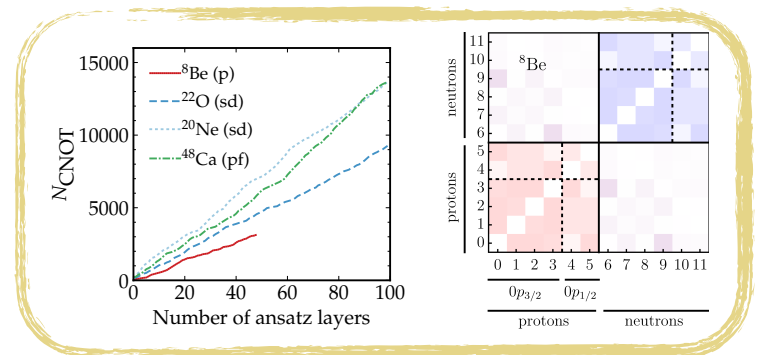 15000
10000
5000
0
N_CNOT
⁸Be (p)
²²O (sd)
²⁰Ne (sd)
⁴⁸Ca (pf)
0 20 40 60 80 100
Number of ansatz layers
⁸Be
neutrons
11
10
9
8
7
6
protons
5
4
3
2
1
0
0 1 2 3 4 5 6 7 8 9 10 11
0p₃/₂ 0p₁/₂
protons neutrons